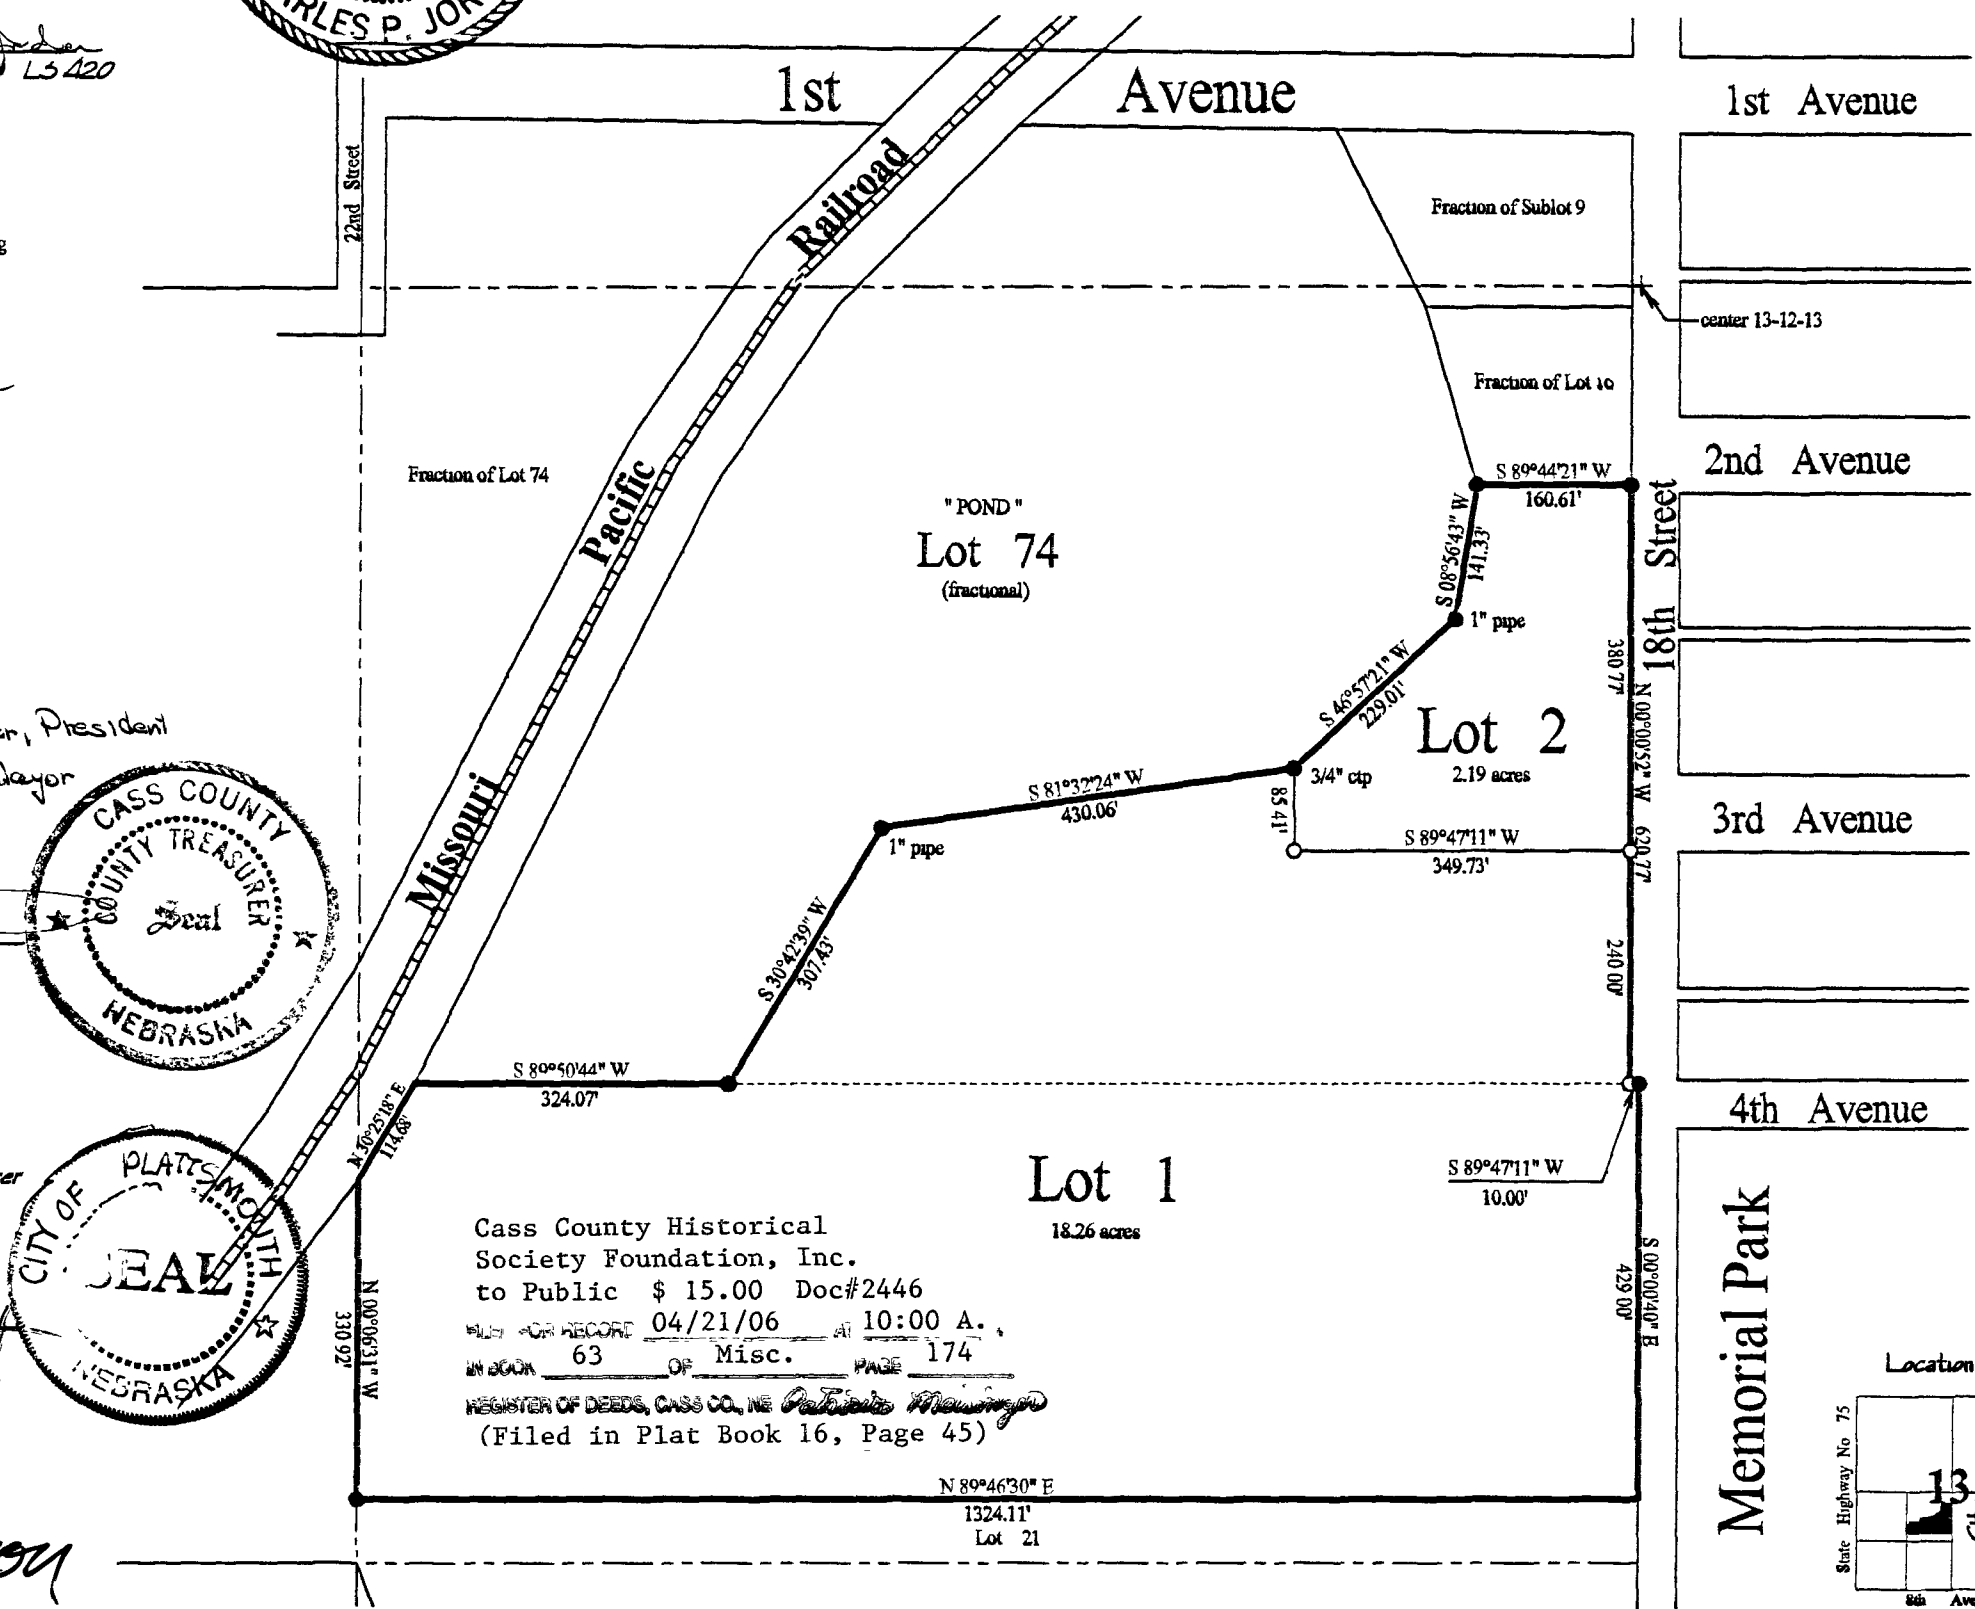 RLES P. JOR
LS 420
1st Avenue
1st Avenue
22nd Street
Railroad
Fraction of Sublot 9
center 13-12-13
Fraction of Lot 10
2nd Avenue
Fraction of Lot 74
S 89°44'21" W
160.61'
" POND "
Lot 74
(fractional)
Pacific
S 08°56'43" W
141.33'
1" pipe
18th Street
380.77'
N 00°00'52" W 620.77'
S 46°57'21" W
229.01'
Lot 2
2.19 acres
er, President
Mayor
CASS COUNTY
COUNTY TREASURER
Seal
NEBRASKA
Missouri
S 81°32'24" W
430.06'
3/4" ctp
85.41'
1" pipe
S 89°47'11" W
349.73'
3rd Avenue
S 30°42'39" W
307.43'
240.00'
S 89°50'44" W
324.07'
N 30°25'18" E
114.68'
4th Avenue
S 89°47'11" W
10.00'
Lot 1
18.26 acres
CITY OF PLATTSMOUTH
SEAL
NEBRASKA
Cass County Historical
Society Foundation, Inc.
to Public $ 15.00 Doc#2446
FILED FOR RECORD 04/21/06 AT 10:00 A.
IN BOOK 63 OF Misc. PAGE 174
REGISTER OF DEEDS, CASS CO., NE
(Filed in Plat Book 16, Page 45)
N 00°06'31" W
330.92'
S 00°00'40" E
429.00'
Memorial Park
N 89°46'30" E
1324.11'
Lot 21
Location
State Highway No 75
13
8th Ave